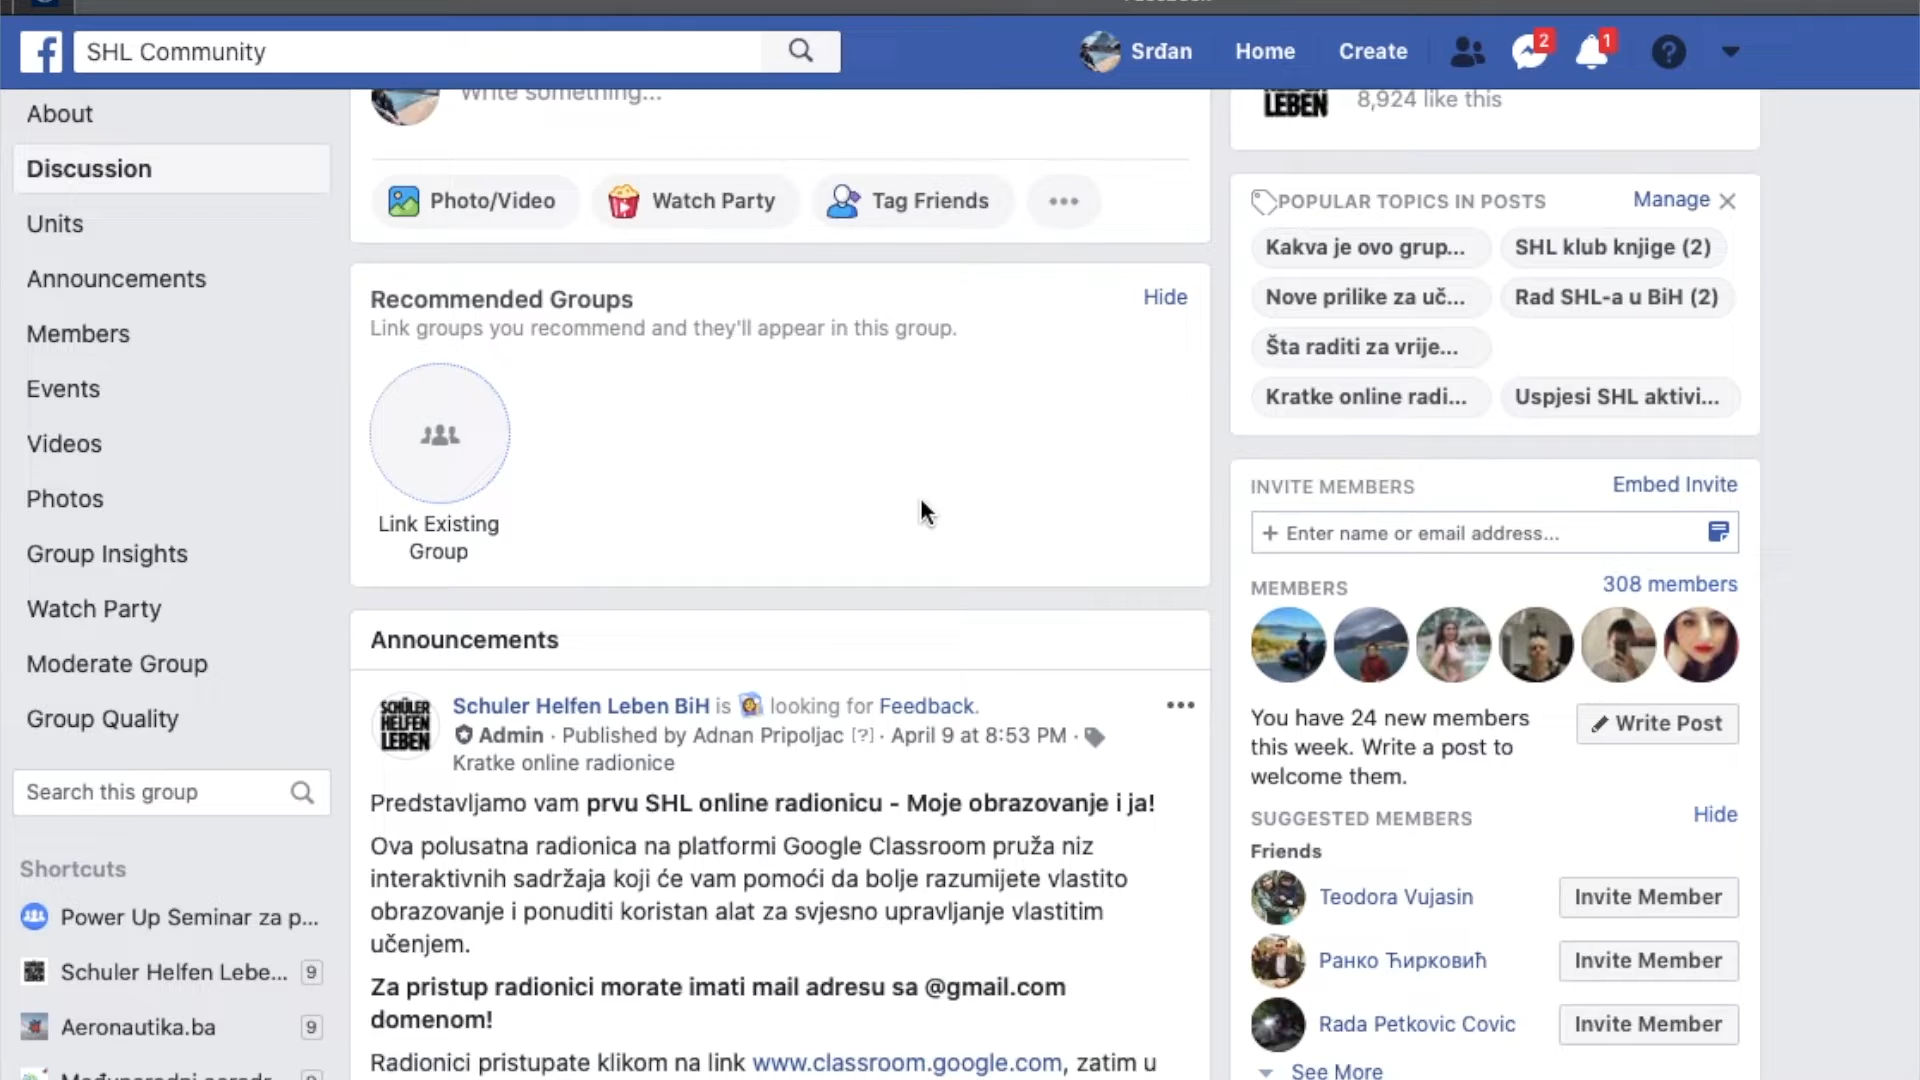 SHL Community
Srđan
Home
Create
2
1
About
Discussion
Units
Announcements
Members
Events
Videos
Photos
Group Insights
Watch Party
Moderate Group
Group Quality
Search this group
Shortcuts
Power Up Seminar za p...
Schuler Helfen Lebe... 9
Aeronautika.ba 9
Write something...
Photo/Video
Watch Party
Tag Friends
Recommended Groups
Hide
Link groups you recommend and they'll appear in this group.
Link Existing
Group
Announcements
SCHÜLER
HELFEN
LEBEN
Schuler Helfen Leben BiH is looking for Feedback.
Admin · Published by Adnan Pripoljac [?] · April 9 at 8:53 PM ·
Kratke online radionice
Predstavljamo vam prvu SHL online radionicu - Moje obrazovanje i ja!
Ova polusatna radionica na platformi Google Classroom pruža niz
interaktivnih sadržaja koji će vam pomoći da bolje razumijete vlastito
obrazovanje i ponuditi koristan alat za svjesno upravljanje vlastitim
učenjem.
Za pristup radionici morate imati mail adresu sa @gmail.com
domenom!
Radionici pristupate klikom na link www.classroom.google.com, zatim u
LEBEN
8,924 like this
POPULAR TOPICS IN POSTS
Manage
Kakva je ovo grup...
SHL klub knjige (2)
Nove prilike za uč...
Rad SHL-a u BiH (2)
Šta raditi za vrije...
Kratke online radi...
Uspjesi SHL aktivi...
INVITE MEMBERS
Embed Invite
+ Enter name or email address...
MEMBERS
308 members
You have 24 new members
this week. Write a post to
welcome them.
Write Post
SUGGESTED MEMBERS
Hide
Friends
Teodora Vujasin
Invite Member
Ранко Ћирковић
Invite Member
Rada Petkovic Covic
Invite Member
See More